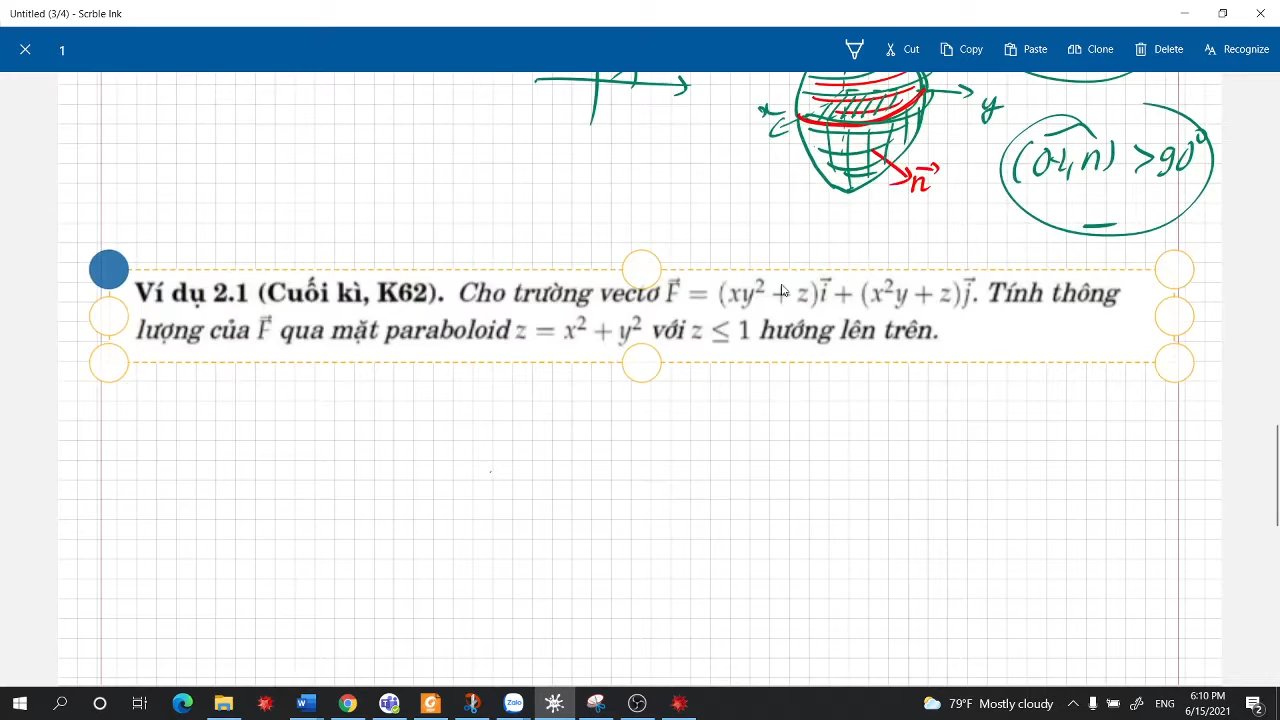 Untitled (3/4) - Scrble Ink
1
Cut
Copy
Paste
Clone
Delete
Recognize
x
y
n⃗
(Oz, n) > 90°
Ví dụ 2.1 (Cuối kì, K62). Cho trường vectơ F⃗ = (xy² + z)i⃗ + (x²y + z)j⃗. Tính thông
lượng của F⃗ qua mặt paraboloid z = x² + y² với z ≤ 1 hướng lên trên.
79°F Mostly cloudy
ENG
6:10 PM
6/15/2021
2